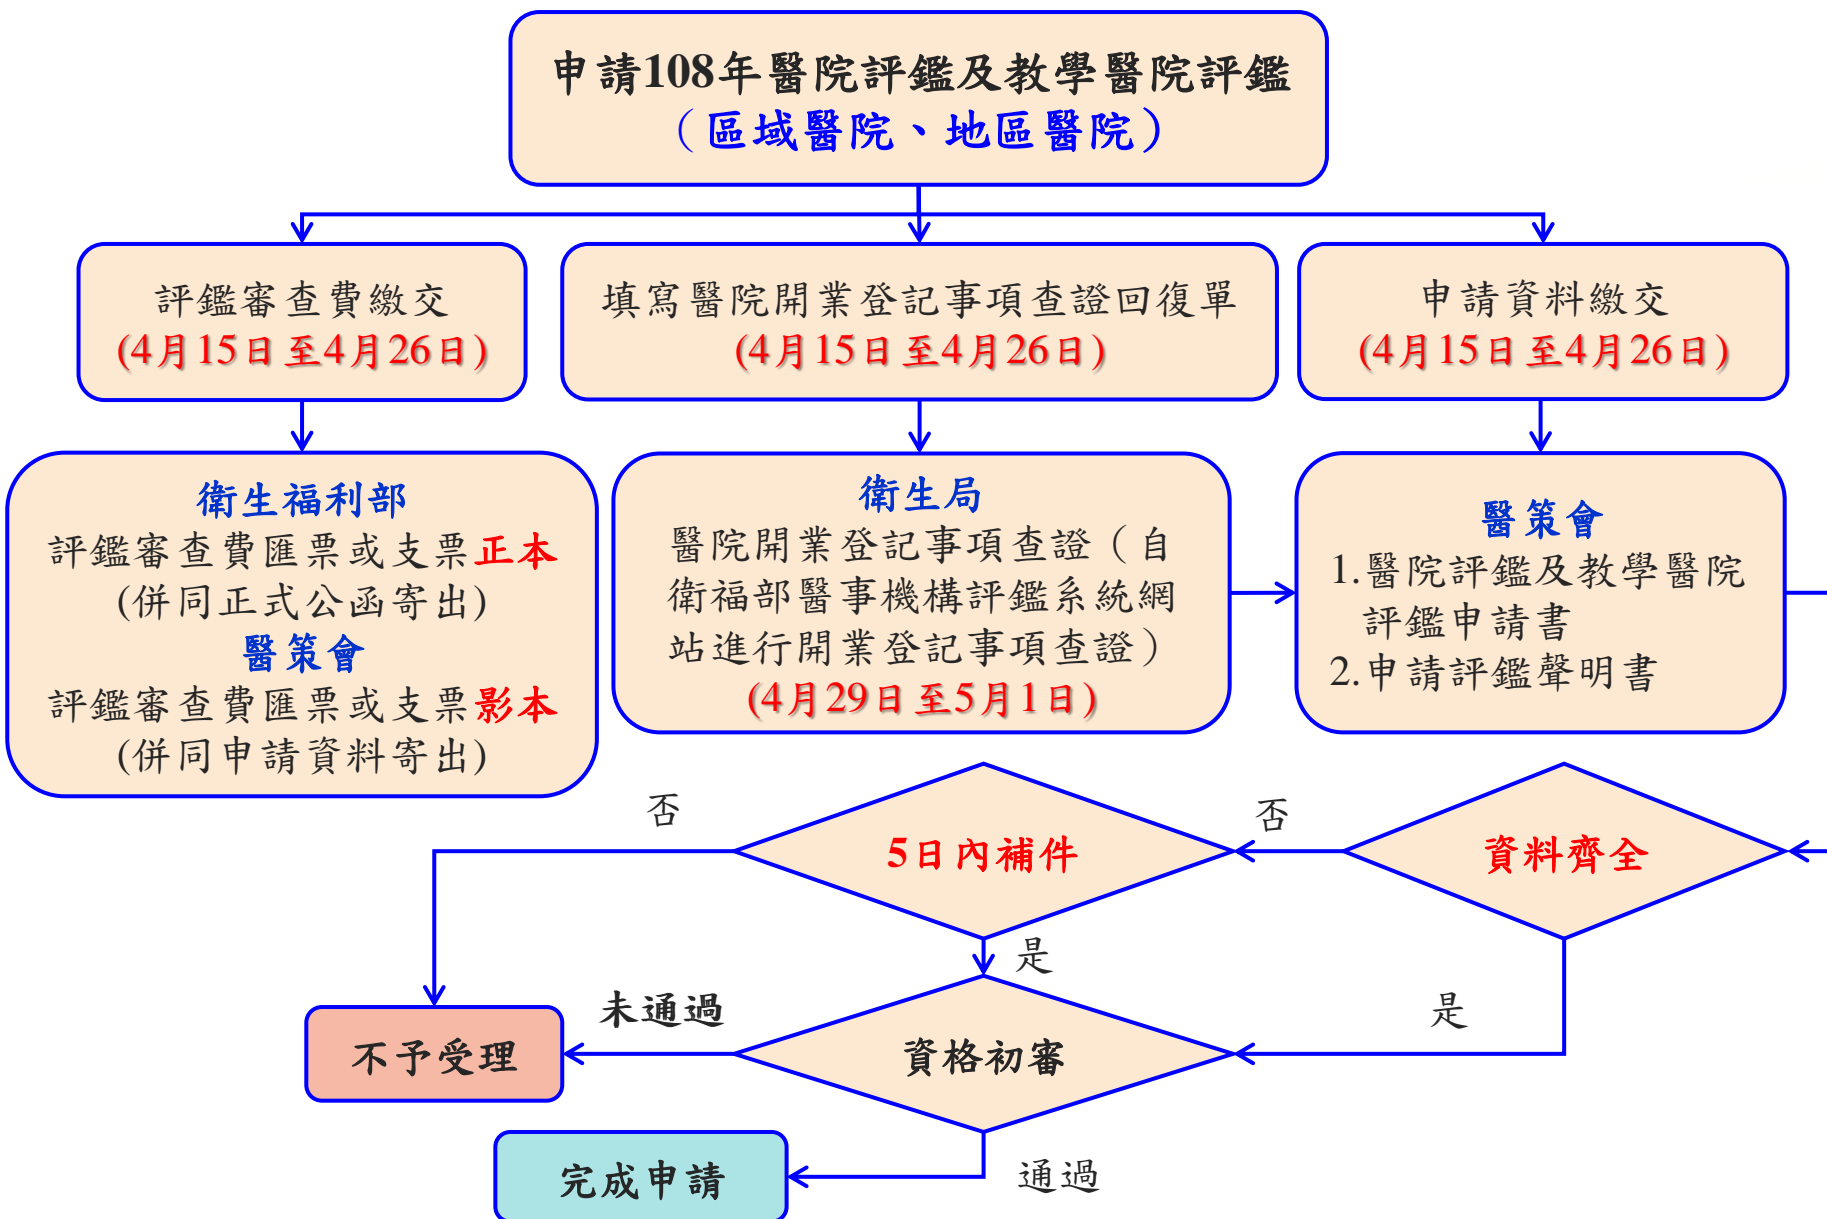 申請108年醫院評鑑及教學醫院評鑑
（區域醫院、地區醫院）
評鑑審查費繳交
(4月15日至4月26日)
填寫醫院開業登記事項查證回復單
(4月15日至4月26日)
申請資料繳交
(4月15日至4月26日)
衛生福利部
評鑑審查費匯票或支票正本
(併同正式公函寄出)
醫策會
評鑑審查費匯票或支票影本
(併同申請資料寄出)
衛生局
醫院開業登記事項查證（自
衛福部醫事機構評鑑系統網
站進行開業登記事項查證）
(4月29日至5月1日)
醫策會
1.醫院評鑑及教學醫院
評鑑申請書
2.申請評鑑聲明書
否
5日內補件
否
資料齊全
是
未通過
是
不予受理
資格初審
完成申請
通過